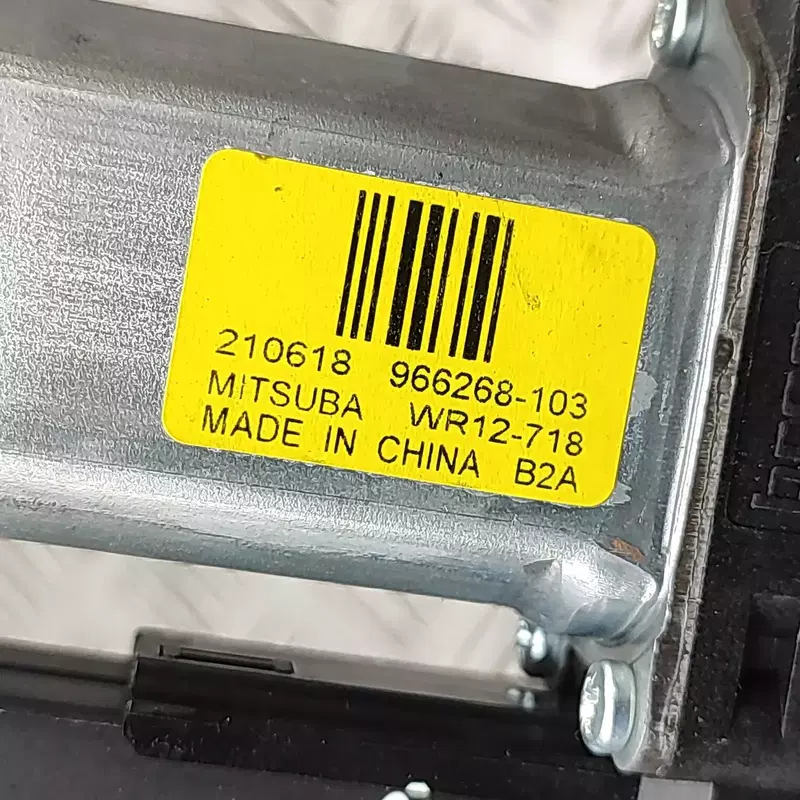 210618 966268-103
MITSUBA WR12-718
MADE IN CHINA B2A